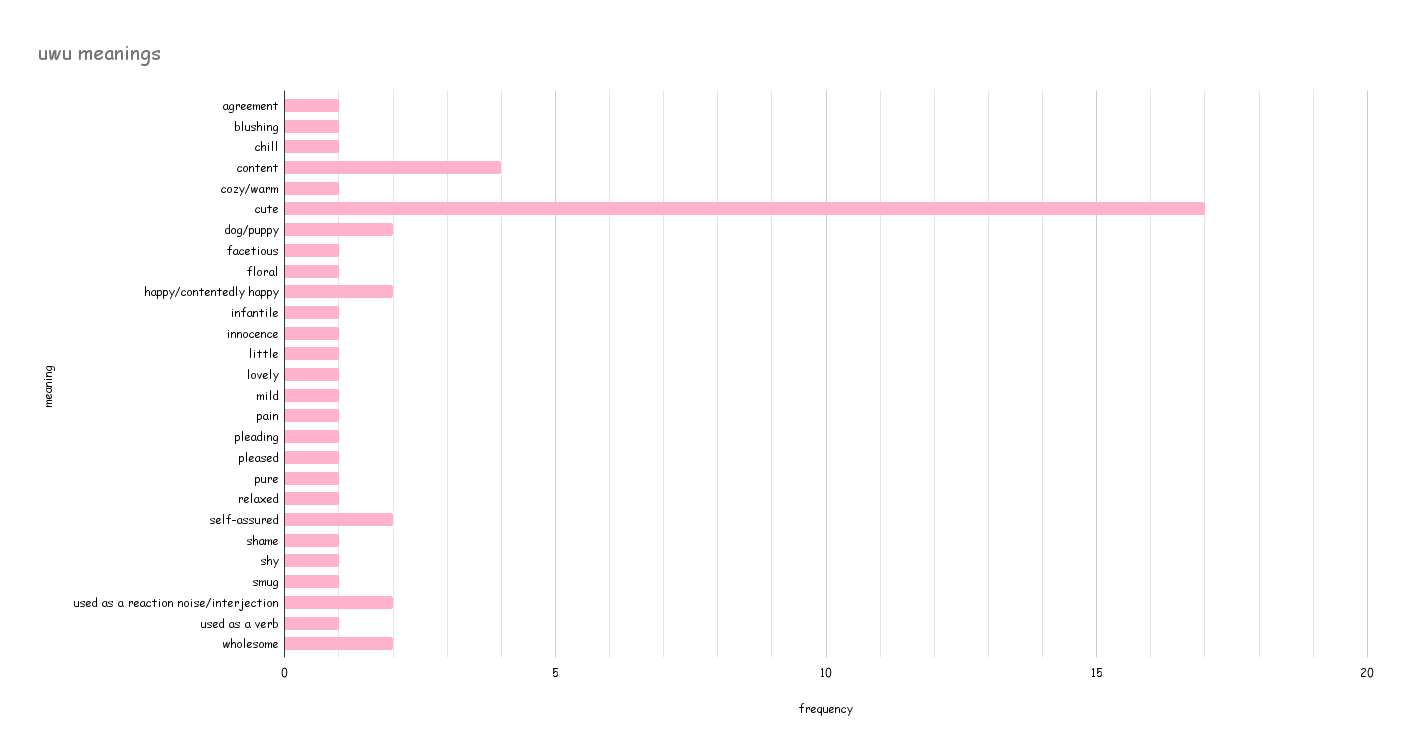 uwu meanings
agreement
blushing
chill
content
cozy/warm
cute
dog/puppy
facetious
floral
happy/contentedly happy
infantile
innocence
little
lovely
mild
pain
pleading
pleased
pure
relaxed
self-assured
shame
shy
smug
used as a reaction noise/interjection
used as a verb
wholesome
meaning
0 5 10 15 20
frequency